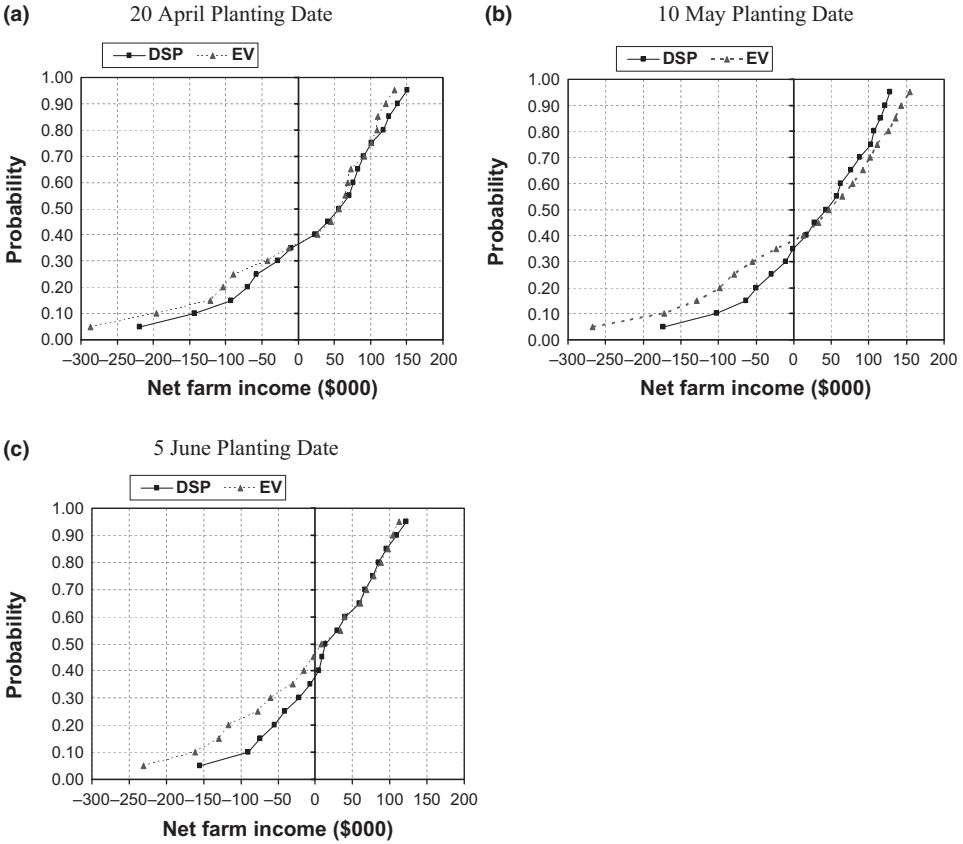 (a) 20 April Planting Date
DSP EV
1.00
0.90
0.80
0.70
0.60
0.50
0.40
0.30
0.20
0.10
0.00
Probability
−300−250−200−150−100 −50 0 50 100 150 200
Net farm income ($000)
(b) 10 May Planting Date
DSP EV
1.00
0.90
0.80
0.70
0.60
0.50
0.40
0.30
0.20
0.10
0.00
Probability
−300−250−200−150−100 −50 0 50 100 150 200
Net farm income ($000)
(c) 5 June Planting Date
DSP EV
1.00
0.90
0.80
0.70
0.60
0.50
0.40
0.30
0.20
0.10
0.00
Probability
−300−250−200−150−100 −50 0 50 100 150 200
Net farm income ($000)